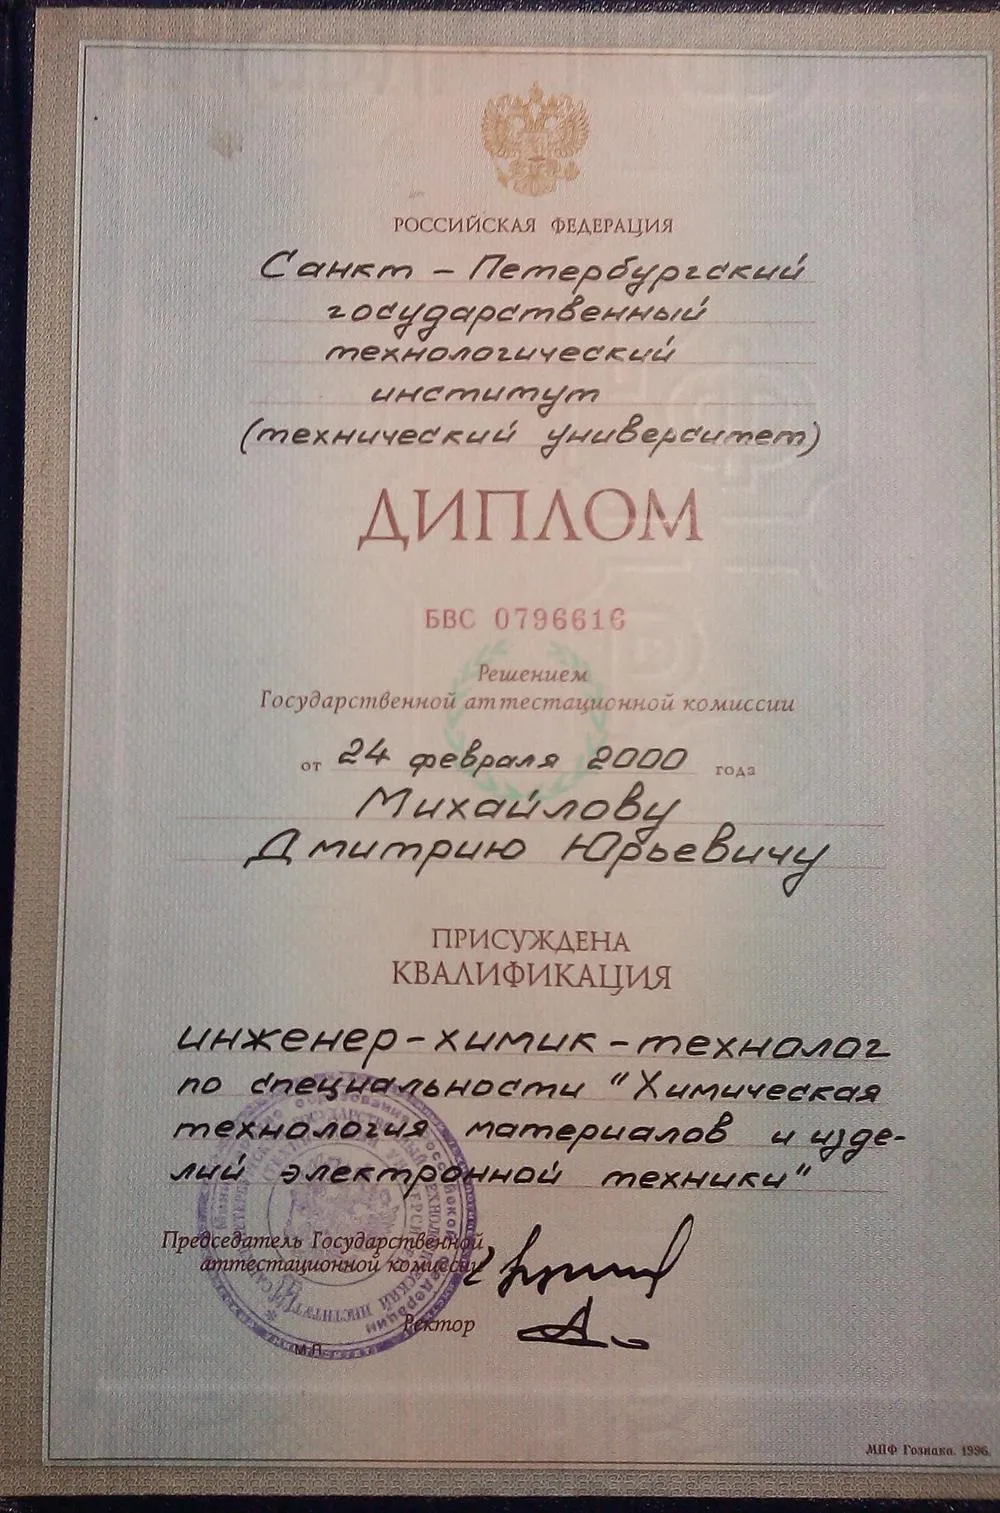 РОССИЙСКАЯ ФЕДЕРАЦИЯ
Санкт - Петербургский
государственный
технологический
институт
(технический университет)
ДИПЛОМ
БВС 0796616
Решением
Государственной аттестационной комиссии
от 24 февраля 2000 года
Михайлову
Дмитрию Юрьевичу
ПРИСУЖДЕНА
КВАЛИФИКАЦИЯ
инженер-химик-технолог
по специальности "Химическая
технология материалов и изде-
лий электронной техники"
Председатель Государственной
аттестационной комиссии
Ректор
М.П.
МПФ Гознака. 1996.